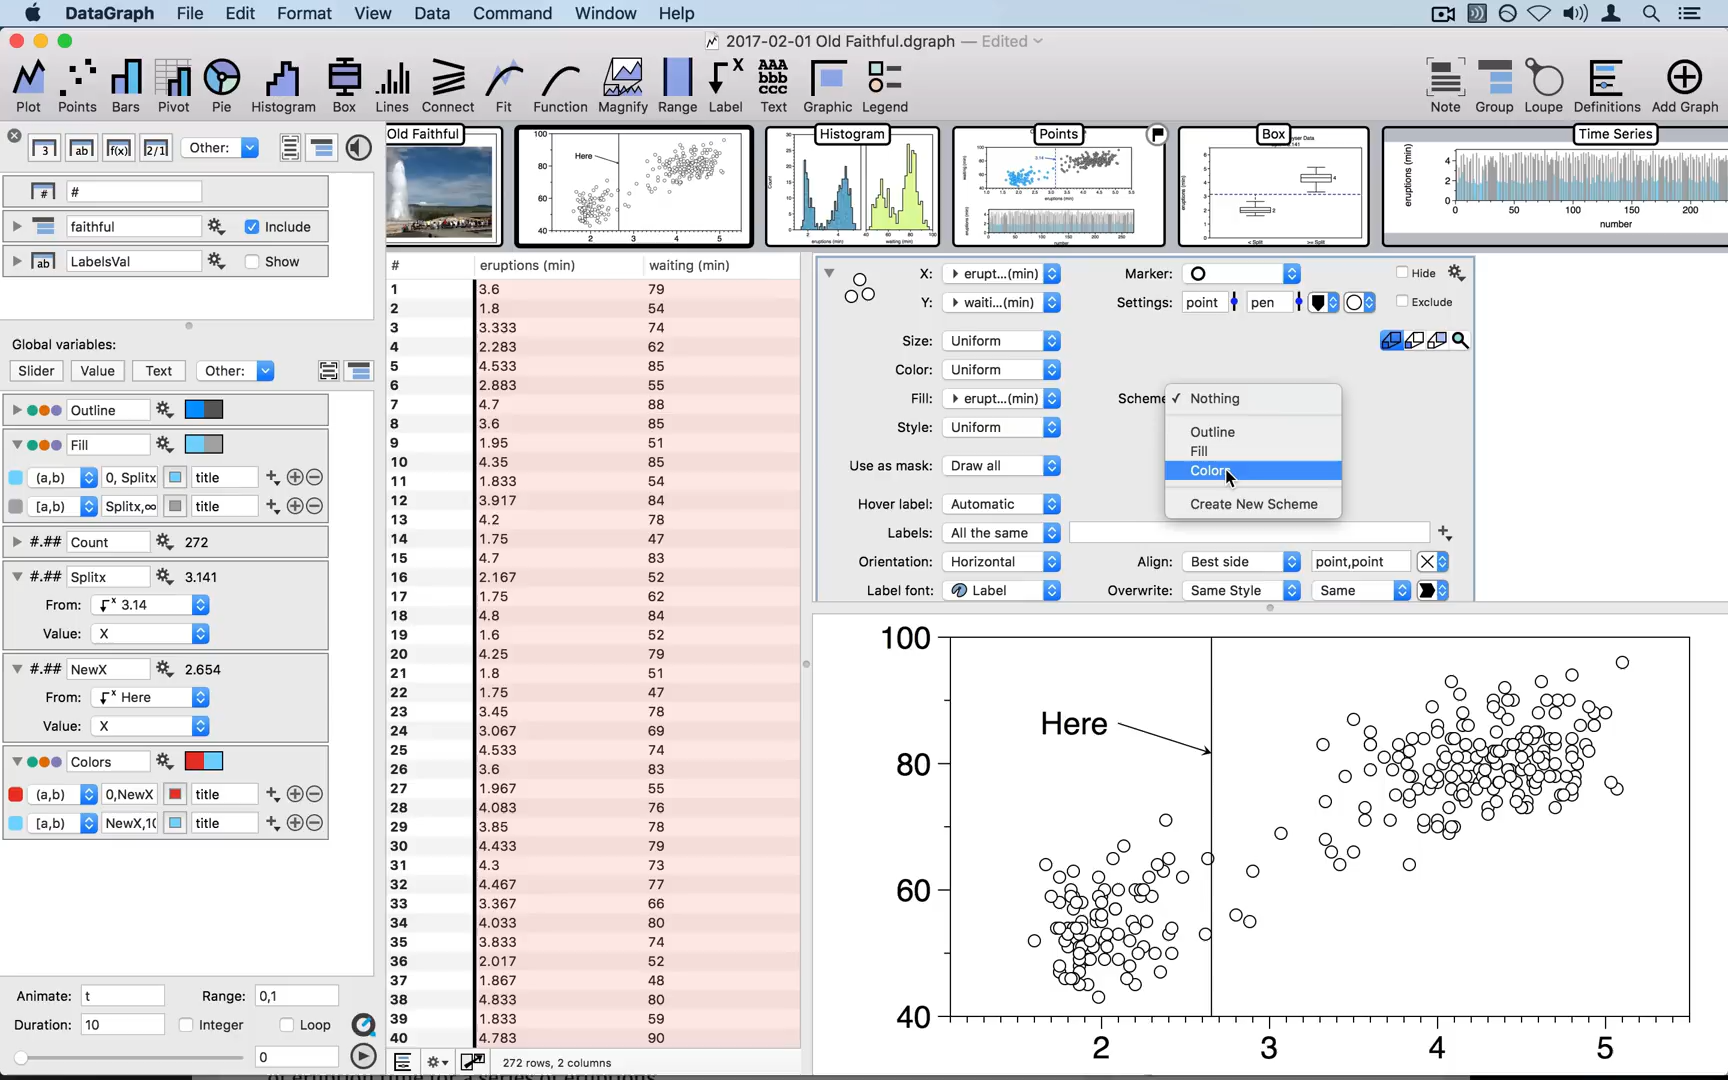 DataGraph File Edit Format View Data Command Window Help
2017-02-01 Old Faithful.dgraph — Edited
Plot Points Bars Pivot Pie Histogram Box Lines Connect Fit Function Magnify Range Label Text Graphic Legend Note Group Loupe Definitions Add Graph
3 ab f(x) 2/1 Other:
# #
faithful Include
ab LabelsVal Show
Global variables:
Slider Value Text Other:
Outline
Fill
(a,b) 0, Splitx title
[a,b) Splitx,∞ title
#.## Count 272
#.## Splitx 3.141
From: 3.14
Value: X
#.## NewX 2.654
From: Here
Value: X
Colors
(a,b) 0,NewX title
[a,b) NewX,10 title
Animate: t Range: 0,1
Duration: 10 Integer Loop
0
Old Faithful
Here
Histogram
Points
Box
Time Series
# eruptions (min) waiting (min)
1 3.6 79
2 1.8 54
3 3.333 74
4 2.283 62
5 4.533 85
6 2.883 55
7 4.7 88
8 3.6 85
9 1.95 51
10 4.35 85
11 1.833 54
12 3.917 84
13 4.2 78
14 1.75 47
15 4.7 83
16 2.167 52
17 1.75 62
18 4.8 84
19 1.6 52
20 4.25 79
21 1.8 51
22 1.75 47
23 3.45 78
24 3.067 69
25 4.533 74
26 3.6 83
27 1.967 55
28 4.083 76
29 3.85 78
30 4.433 79
31 4.3 73
32 4.467 77
33 3.367 66
34 4.033 80
35 3.833 74
36 2.017 52
37 1.867 48
38 4.833 80
39 1.833 59
40 4.783 90
272 rows, 2 columns
X: erupt...(min) Marker: Hide
Y: waiti...(min) Settings: point pen Exclude
Size: Uniform
Color: Uniform
Fill: erupt...(min) Scheme ✓ Nothing
Outline
Fill
Colors
Create New Scheme
Style: Uniform
Use as mask: Draw all
Hover label: Automatic
Labels: All the same
Orientation: Horizontal Align: Best side point,point
Label font: Label Overwrite: Same Style Same
100
80
60
40
Here
2 3 4 5